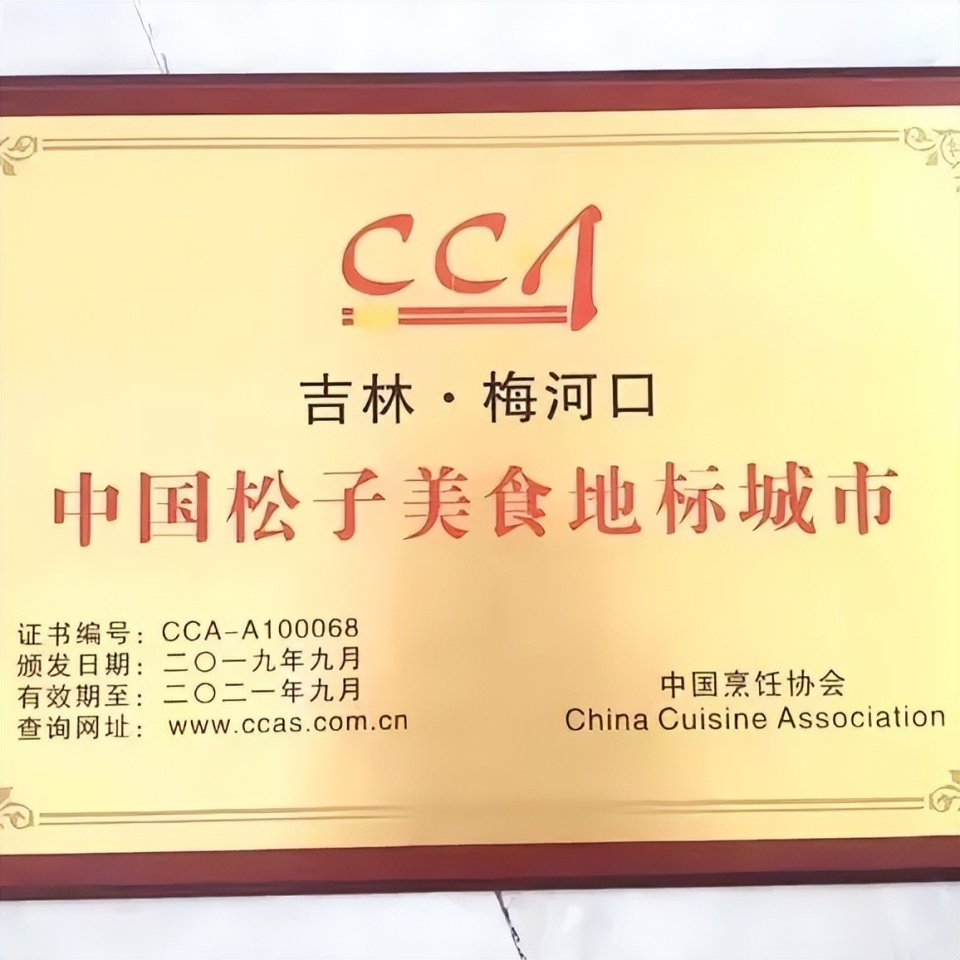 CCA
吉林·梅河口
中国松子美食地标城市
证书编号：CCA-A100068
颁发日期：二〇一九年九月
有效期至：二〇二一年九月
查询网址：www.ccas.com.cn
中国烹饪协会
China Cuisine Association